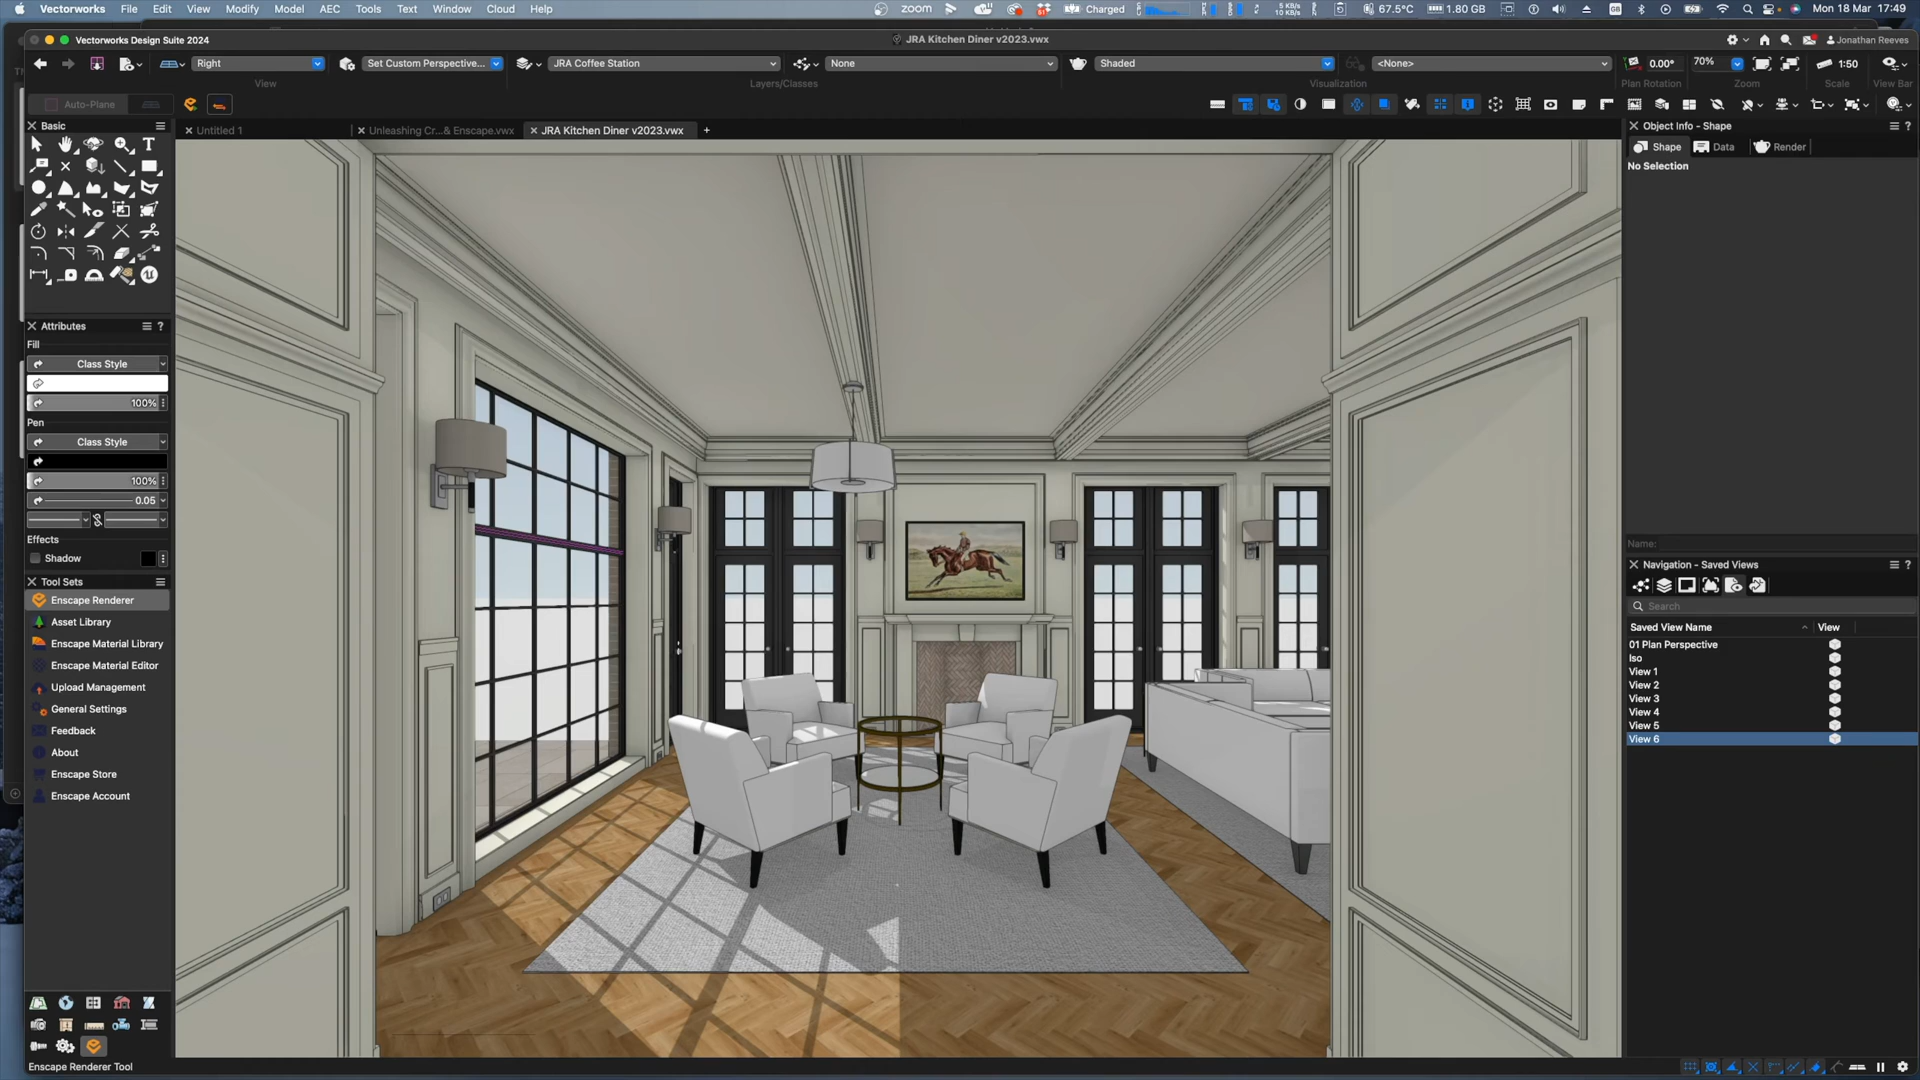 Vectorworks File Edit View Modify Model AEC Tools Text Window Cloud Help
zoom Charged 5 KB/s 10 KB/s 67.5°C 1.80 GB Mon 18 Mar 17:49
Vectorworks Design Suite 2024
JRA Kitchen Diner v2023.vwx
Jonathan Reeves
Right Set Custom Perspective... JRA Coffee Station None Shaded <None> 0.00° 70% 1:50
View Layers/Classes Visualization Plan Rotation Zoom Scale View Bar
Auto-Plane
Basic
Untitled 1
Unleashing Cr...& Enscape.vwx
JRA Kitchen Diner v2023.vwx
Attributes
Fill
Class Style
100%
Pen
Class Style
100%
0.05
Effects
Shadow
Tool Sets
Enscape Renderer
Asset Library
Enscape Material Library
Enscape Material Editor
Upload Management
General Settings
Feedback
About
Enscape Store
Enscape Account
Enscape Renderer Tool
Object Info - Shape
Shape Data Render
No Selection
Name:
Navigation - Saved Views
Search
Saved View Name View
01 Plan Perspective
Iso
View 1
View 2
View 3
View 4
View 5
View 6